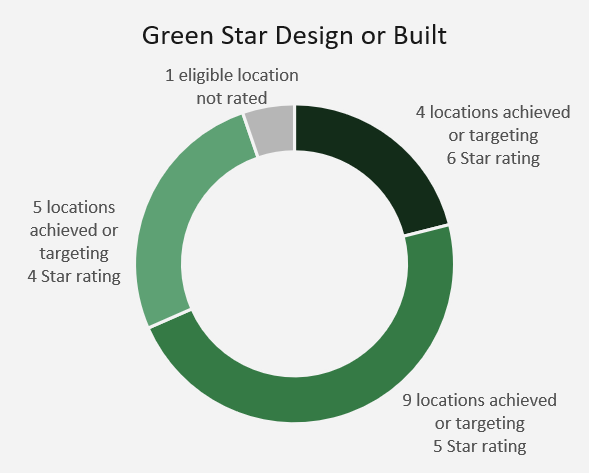 Green Star Design or Built
1 eligible location
not rated
4 locations achieved
or targeting
6 Star rating
5 locations
achieved or
targeting
4 Star rating
9 locations achieved
or targeting
5 Star rating